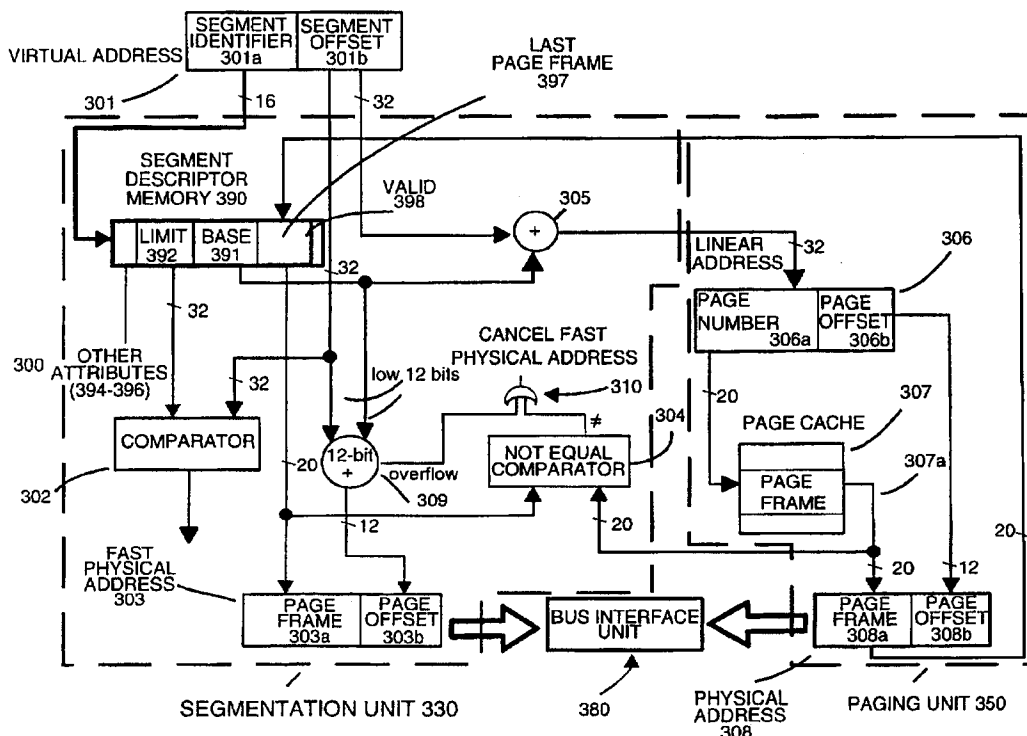 SEGMENT
IDENTIFIER
301a
SEGMENT
OFFSET
301b
VIRTUAL ADDRESS
301
16
32
LAST
PAGE FRAME
397
SEGMENT
DESCRIPTOR
MEMORY 390
VALID
398
LIMIT
392
BASE
391
32
305
+
LINEAR
ADDRESS
32
306
PAGE
NUMBER
306a
PAGE
OFFSET
306b
32
300
OTHER
ATTRIBUTES
(394-396)
32
low 12 bits
CANCEL FAST
PHYSICAL ADDRESS
310
≠
304
20
PAGE CACHE
307
307a
PAGE
FRAME
COMPARATOR
302
20
12-bit
+
overflow
309
NOT EQUAL
COMPARATOR
12
20
20
12
20
FAST
PHYSICAL
ADDRESS
303
PAGE
FRAME
303a
PAGE
OFFSET
303b
BUS INTERFACE
UNIT
380
PAGE
FRAME
308a
PAGE
OFFSET
308b
SEGMENTATION UNIT 330
PHYSICAL
ADDRESS
308
PAGING UNIT 350